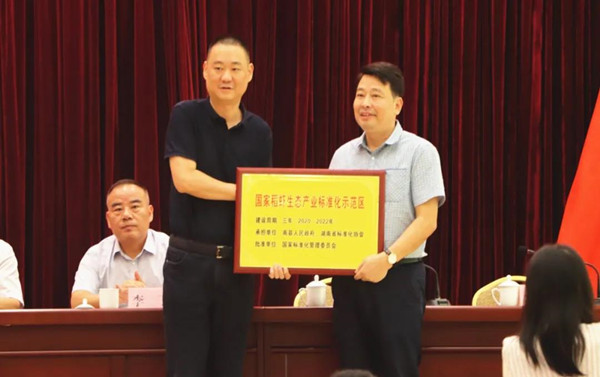 国家稻虾生态产业标准化示范区
建设周期：三年 2020－2022年
承担单位：南县人民政府 湖南省标准化协会
批准单位：国家标准化管理委员会